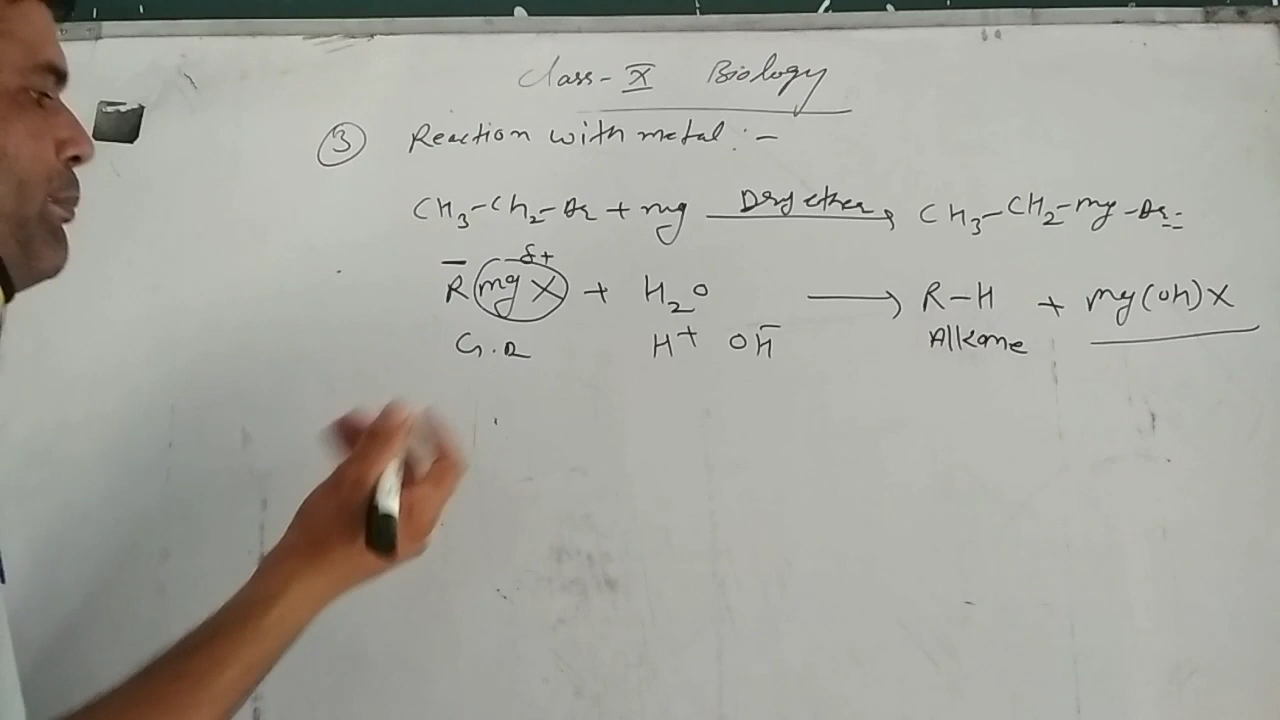 Class-X Biology
③ Reaction with metal:-
CH₃-CH₂-Br + mg Dry ether → CH₃-CH₂-mg-Br:
R̅ mg X δ+ + H₂O → R-H + mg(OH)X
G.R H⁺ OH⁻ Alkane